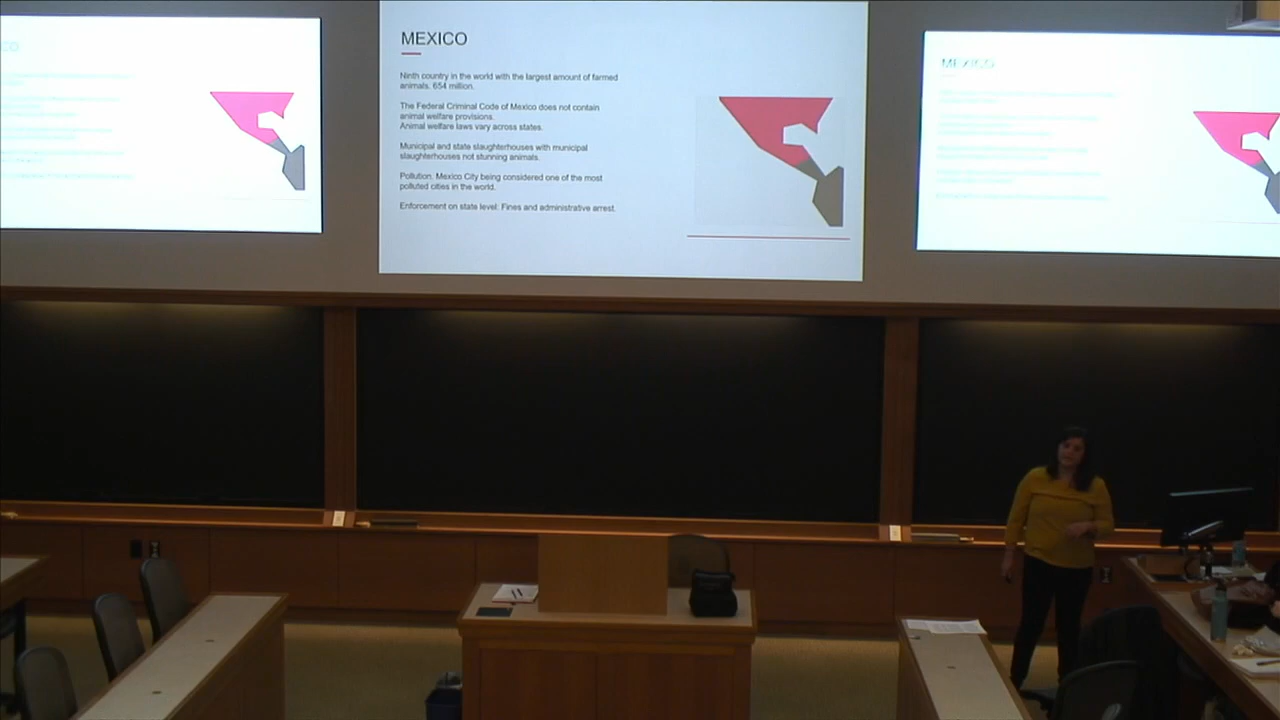 MEXICO
Ninth country in the world with the largest amount of farmed
animals. 654 million.
The Federal Criminal Code of Mexico does not contain
animal welfare provisions.
Animal welfare laws vary across states.
Municipal and state slaughterhouses with municipal
slaughterhouses not stunning animals.
Pollution. Mexico City being considered one of the most
polluted cities in the world.
Enforcement on state level: Fines and administrative arrest.
CO
MEXICO